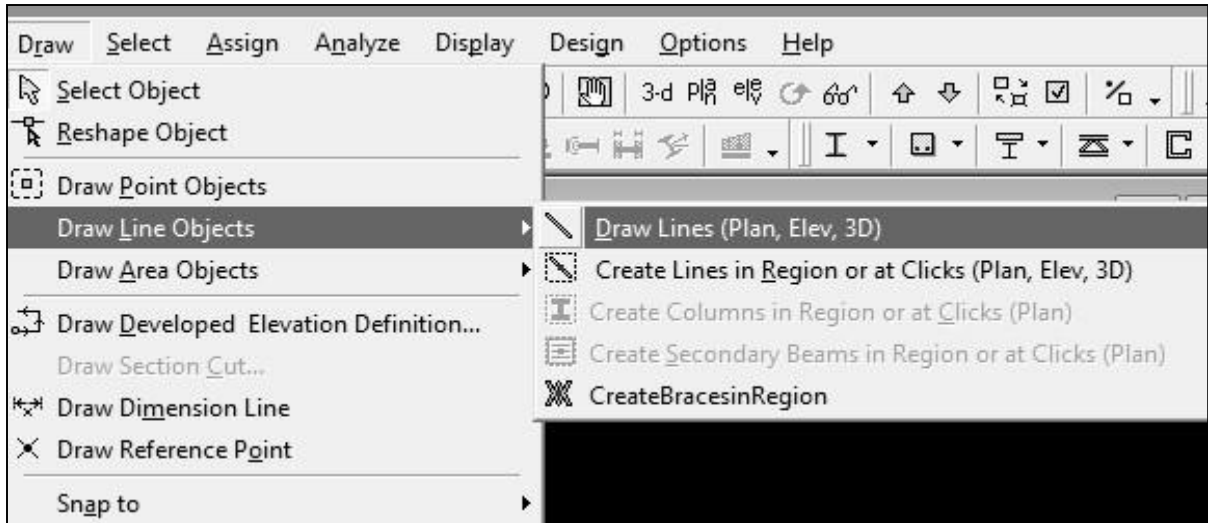 Draw Select Assign Analyze Display Design Options Help
Select Object
3-d
Reshape Object
Draw Point Objects
Draw Line Objects
Draw Lines (Plan, Elev, 3D)
Draw Area Objects
Create Lines in Region or at Clicks (Plan, Elev, 3D)
Draw Developed  Elevation Definition...
Create Columns in Region or at Clicks (Plan)
Draw Section Cut...
Create Secondary Beams in Region or at Clicks (Plan)
Draw Dimension Line
CreateBracesinRegion
Draw Reference Point
Snap to